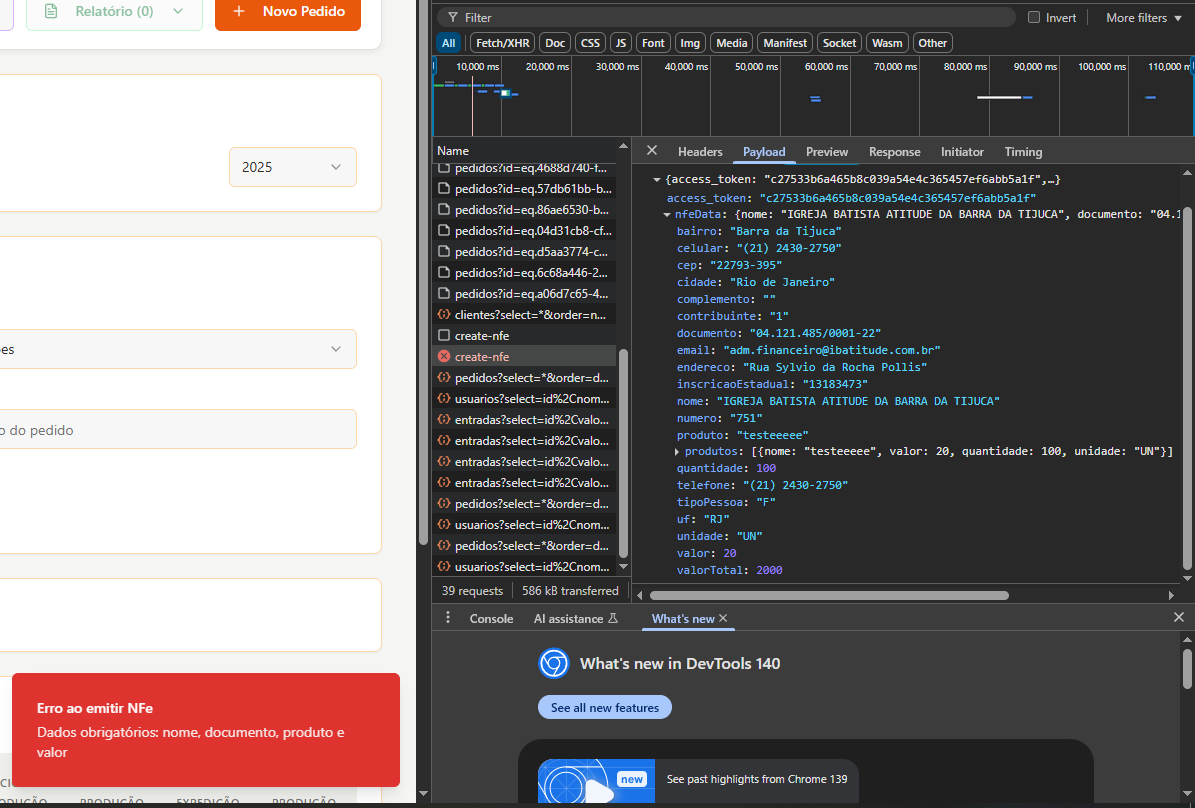 Relatório (0)
+ Novo Pedido
2025
es
o do pedido
Erro ao emitir NFe
Dados obrigatórios: nome, documento, produto e
valor
PRODUÇÃO EXPEDIÇÃO PRODUÇÃO
Filter
Invert
More filters
All Fetch/XHR Doc CSS JS Font Img Media Manifest Socket Wasm Other
10,000 ms 20,000 ms 30,000 ms 40,000 ms 50,000 ms 60,000 ms 70,000 ms 80,000 ms 90,000 ms 100,000 ms 110,000 m
Name
pedidos?id=eq.4688d740-f...
pedidos?id=eq.57db61bb-b...
pedidos?id=eq.86ae6530-b...
pedidos?id=eq.04d31cb8-cf...
pedidos?id=eq.d5aa3774-c...
pedidos?id=eq.6c68a446-2...
pedidos?id=eq.a06d7c65-4...
clientes?select=*&order=n...
create-nfe
create-nfe
pedidos?select=*&order=d...
usuarios?select=id%2Cnom...
entradas?select=id%2Cvalo...
entradas?select=id%2Cvalo...
entradas?select=id%2Cvalo...
entradas?select=id%2Cvalo...
pedidos?select=*&order=d...
usuarios?select=id%2Cnom...
pedidos?select=*&order=d...
usuarios?select=id%2Cnom...
39 requests 586 kB transferred
Headers Payload Preview Response Initiator Timing
{access_token: "c27533b6a465b8c039a54e4c365457ef6abb5a1f",…}
access_token: "c27533b6a465b8c039a54e4c365457ef6abb5a1f"
nfeData: {nome: "IGREJA BATISTA ATITUDE DA BARRA DA TIJUCA", documento: "04.1
bairro: "Barra da Tijuca"
celular: "(21) 2430-2750"
cep: "22793-395"
cidade: "Rio de Janeiro"
complemento: ""
contribuinte: "1"
documento: "04.121.485/0001-22"
email: "adm.financeiro@ibatitude.com.br"
endereco: "Rua Sylvio da Rocha Pollis"
inscricaoEstadual: "13183473"
nome: "IGREJA BATISTA ATITUDE DA BARRA DA TIJUCA"
numero: "751"
produto: "testeeeee"
produtos: [{nome: "testeeeee", valor: 20, quantidade: 100, unidade: "UN"}]
quantidade: 100
telefone: "(21) 2430-2750"
tipoPessoa: "F"
uf: "RJ"
unidade: "UN"
valor: 20
valorTotal: 2000
Console AI assistance What's new
What's new in DevTools 140
See all new features
new
See past highlights from Chrome 139